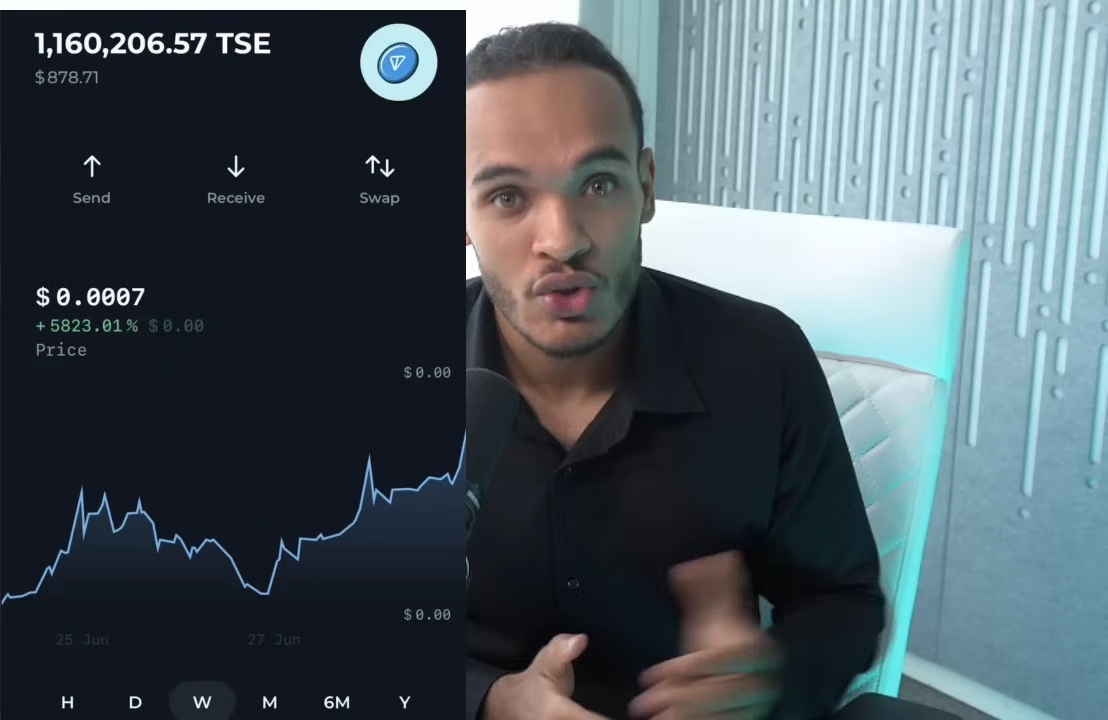 1,160,206.57 TSE
$878.71
Send
Receive
Swap
$0.0007
+5823.01% $0.00
Price
$0.00
$0.00
25 Jun
27 Jun
H
D
W
M
6M
Y